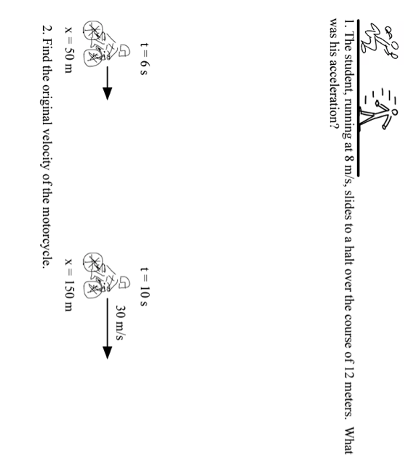 1. The student, running at 8 m/s, slides to a halt over the course of 12 meters. What
was his acceleration?
t = 6 s
t = 10 s
30 m/s
x = 50 m
x = 150 m
2. Find the original velocity of the motorcycle.